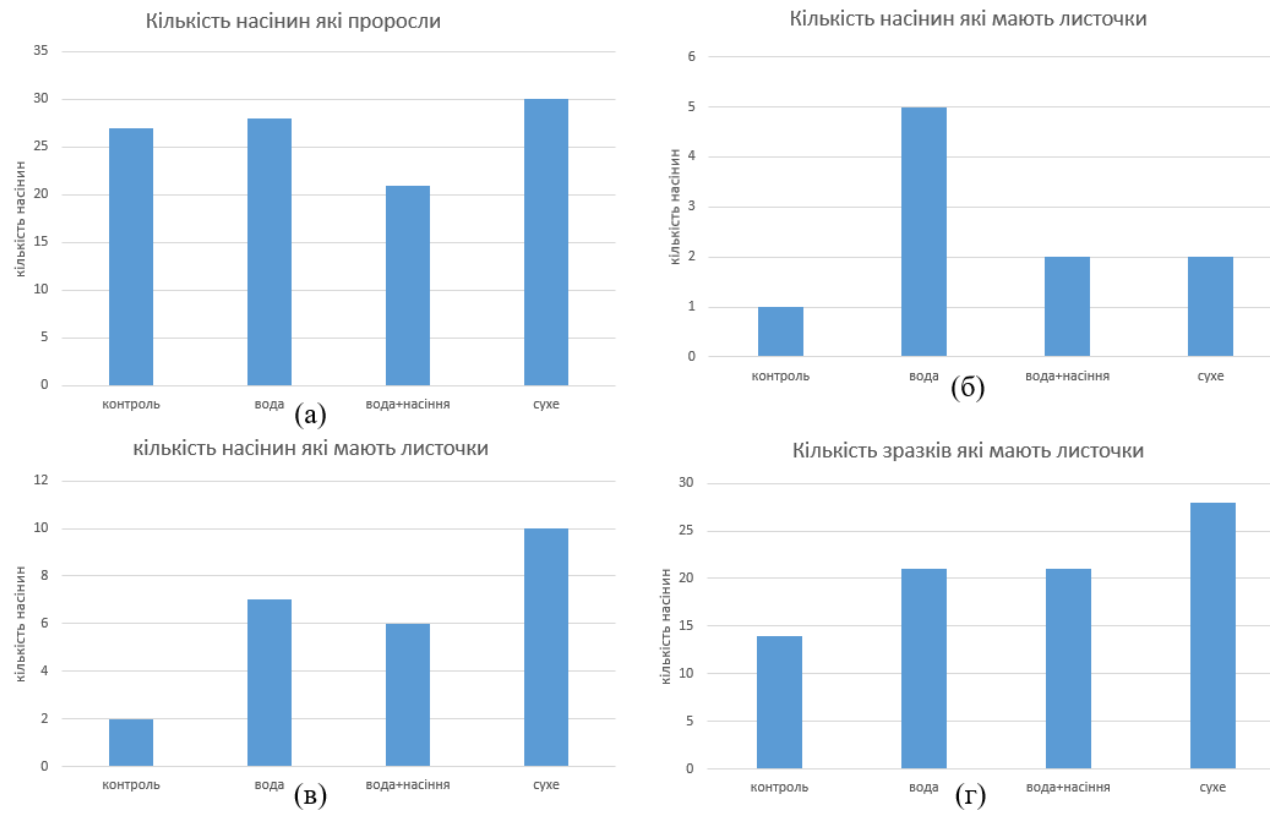 Кількість насінин які проросли
35
30
25
20
15
10
5
0
кількість насінин
контроль
вода
вода+насіння
сухе
(а)
Кількість насінин які мають листочки
6
5
4
3
2
1
0
кількість насінин
контроль
вода
вода+насіння
сухе
(б)
кількість насінин які мають листочки
12
10
8
6
4
2
0
кількість насінин
контроль
вода
вода+насіння
сухе
(в)
Кількість зразків які мають листочки
30
25
20
15
10
5
0
кількість насінин
контроль
вода
вода+насіння
сухе
(г)